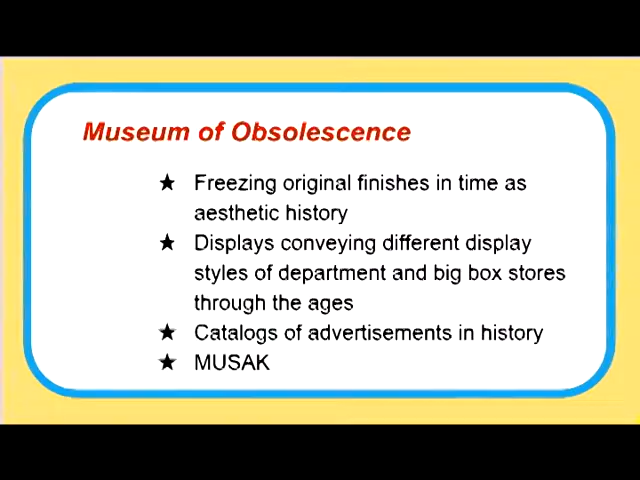 Museum of Obsolescence
★ Freezing original finishes in time as
aesthetic history
★ Displays conveying different display
styles of department and big box stores
through the ages
★ Catalogs of advertisements in history
★ MUSAK